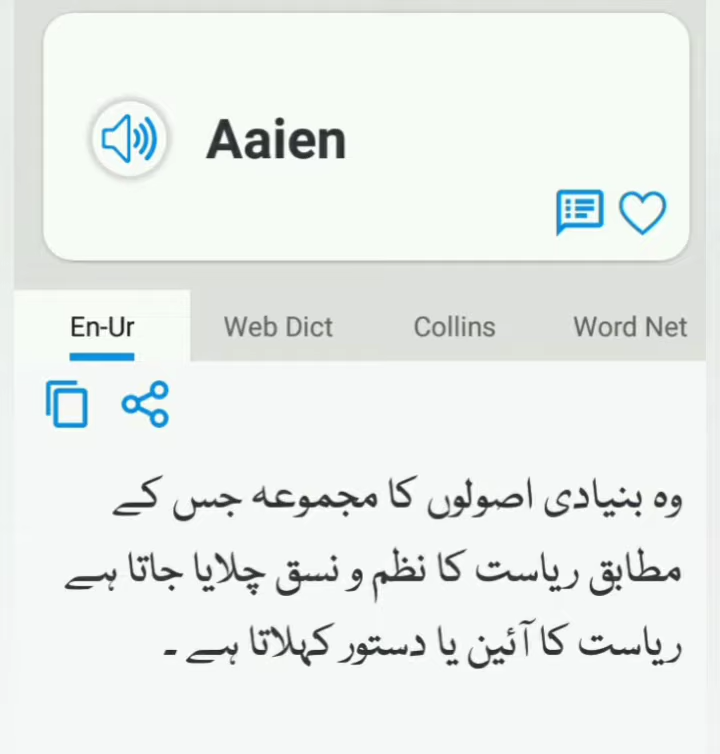 Aaien
En-Ur Web Dict Collins Word Net
وہ بنیادی اصولوں کا مجموعہ جس کے
مطابق ریاست کا نظم و نسق چلایا جاتا ہے
ریاست کا آئین یا دستور کہلاتا ہے ۔